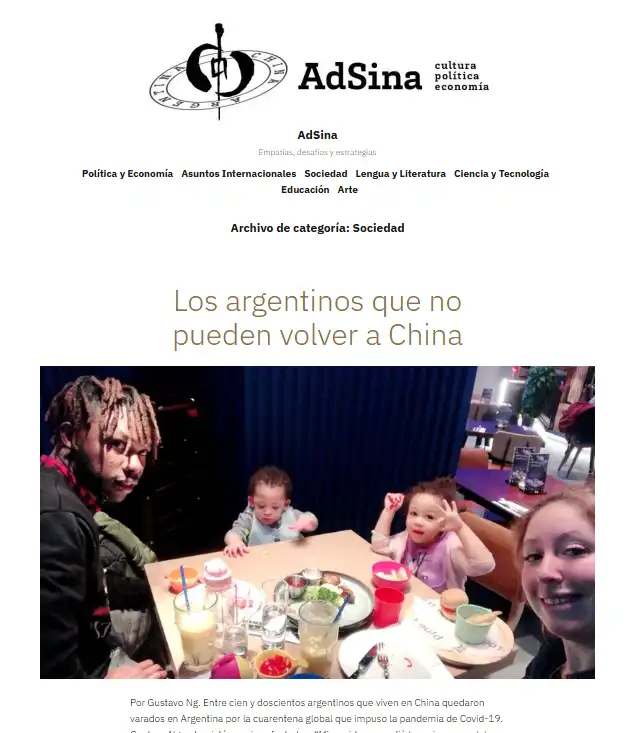 CHINA
ARGENTINA
AdSina
cultura
política
economía
AdSina
Empatías, desafíos y estrategias
Política y Economía Asuntos Internacionales Sociedad Lengua y Literatura Ciencia y Tecnología
Educación Arte
Archivo de categoría: Sociedad
Los argentinos que no
pueden volver a China
Por Gustavo Ng. Entre cien y doscientos argentinos que viven en China quedaron
varados en Argentina por la cuarentena global que impuso la pandemia de Covid-19.